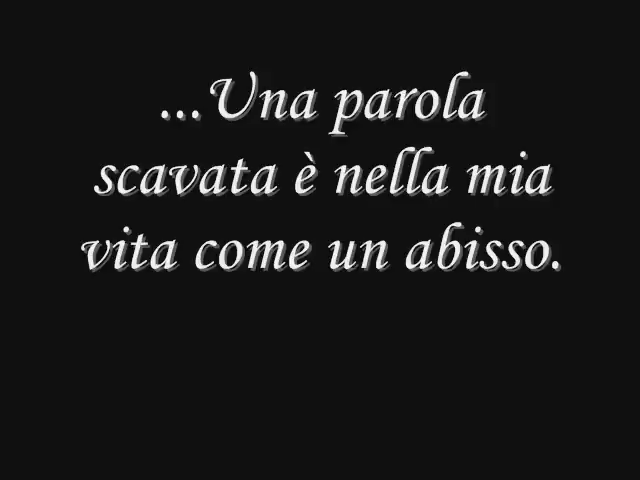 ...Una parola
scavata è nella mia
vita come un abisso.